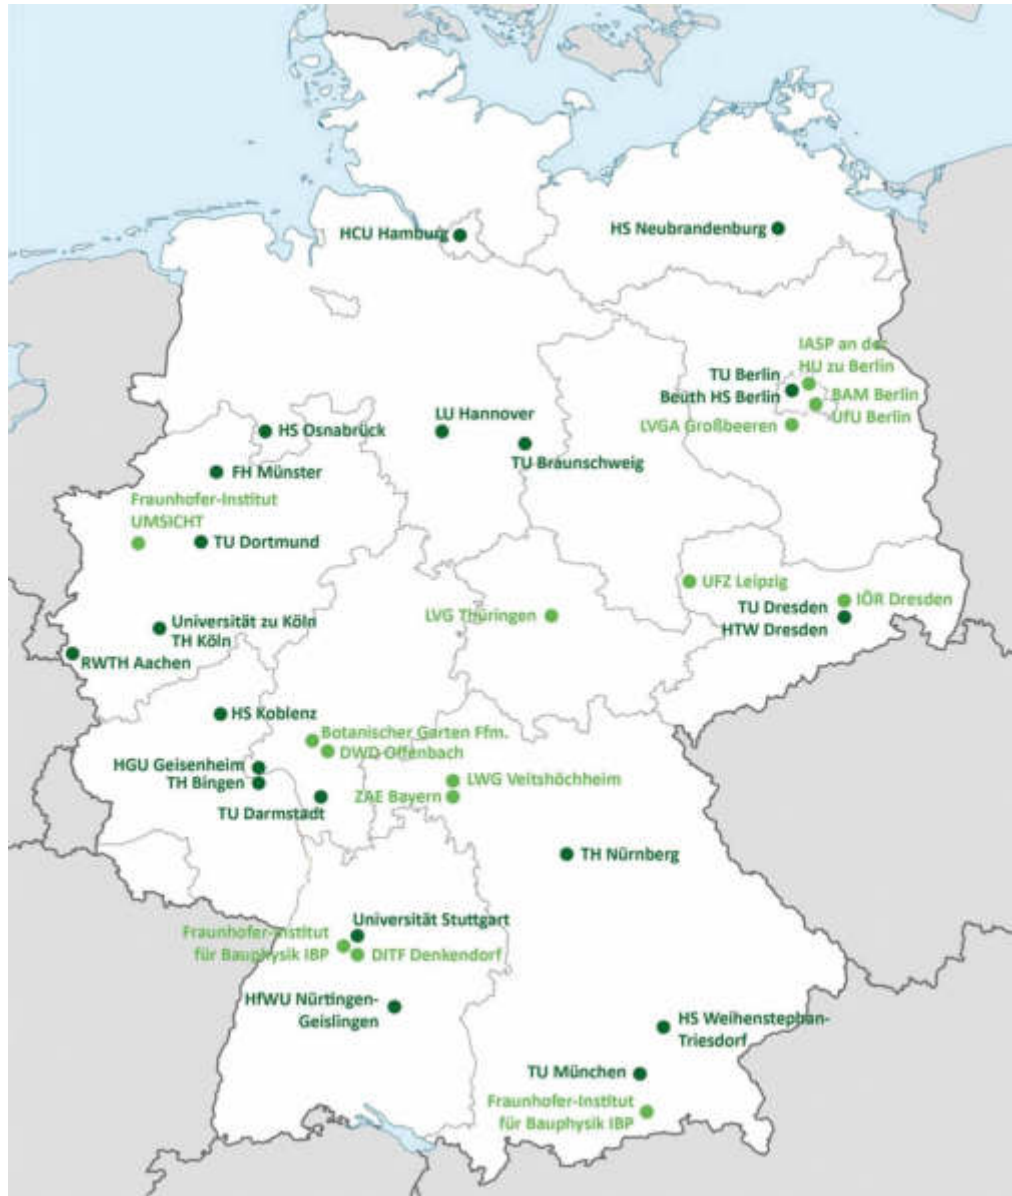 HCU Hamburg
HS Neubrandenburg
IASP an der
HU zu Berlin
TU Berlin
Beuth HS Berlin
BAM Berlin
UfU Berlin
LVGA Großbeeren
LU Hannover
HS Osnabrück
TU Braunschweig
FH Münster
Fraunhofer-Institut
UMSICHT
TU Dortmund
UFZ Leipzig
IÖR Dresden
TU Dresden
HTW Dresden
LVG Thüringen
Universität zu Köln
TH Köln
RWTH Aachen
HS Koblenz
Botanischer Garten Ffm.
DWD Offenbach
HGU Geisenheim
TH Bingen
LWG Veitshöchheim
ZAE Bayern
TU Darmstadt
TH Nürnberg
Universität Stuttgart
Fraunhofer-Institut
für Bauphysik IBP
DITF Denkendorf
HfWU Nürtingen-
Geislingen
HS Weihenstephan-
Triesdorf
TU München
Fraunhofer-Institut
für Bauphysik IBP